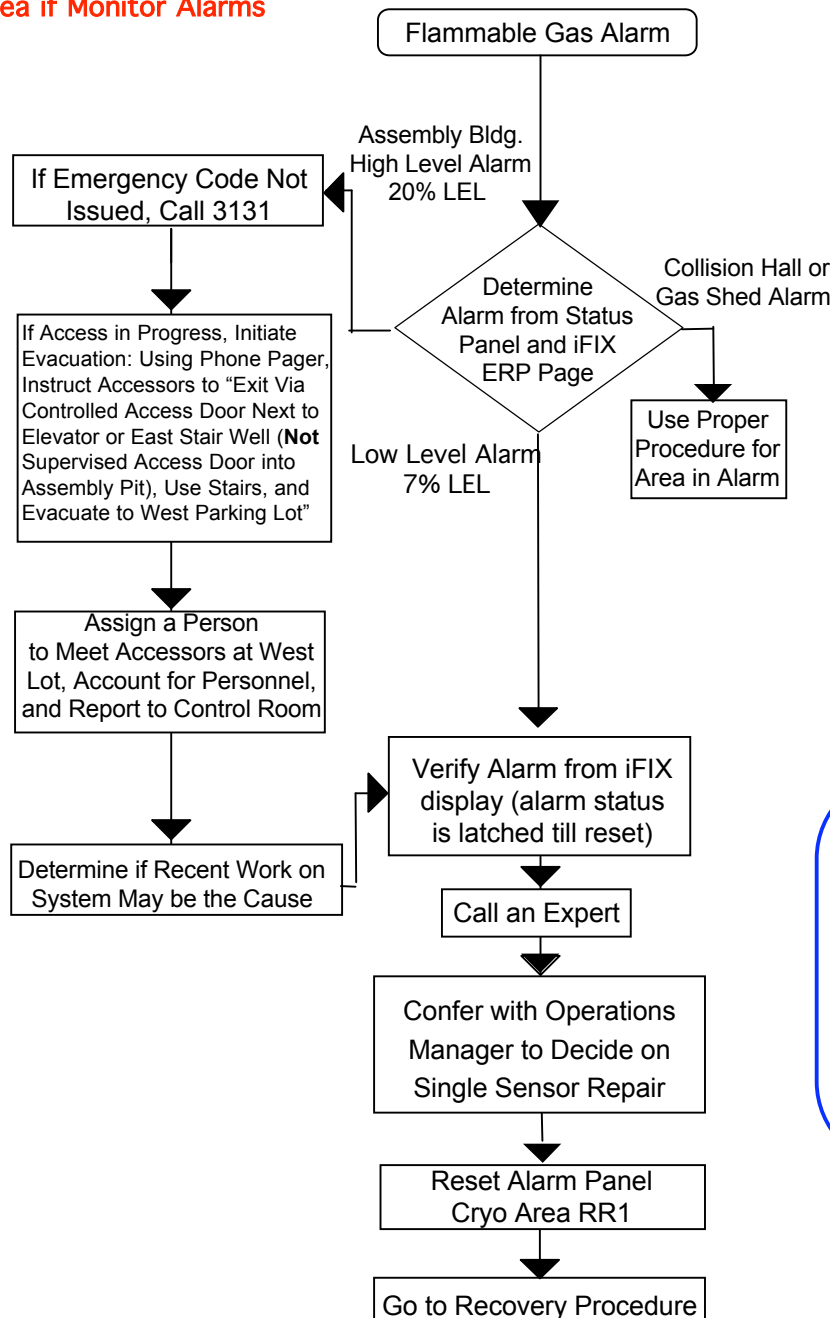 ea if Monitor Alarms
Flammable Gas Alarm
Assembly Bldg.
High Level Alarm
20% LEL
If Emergency Code Not
Issued, Call 3131
Determine
Alarm from Status
Panel and iFIX
ERP Page
Collision Hall or
Gas Shed Alarm
Use Proper
Procedure for
Area in Alarm
If Access in Progress, Initiate
Evacuation: Using Phone Pager,
Instruct Accessors to “Exit Via
Controlled Access Door Next to
Elevator or East Stair Well (Not
Supervised Access Door into
Assembly Pit), Use Stairs, and
Evacuate to West Parking Lot”
Low Level Alarm
7% LEL
Assign a Person
to Meet Accessors at West
Lot, Account for Personnel,
and Report to Control Room
Determine if Recent Work on
System May be the Cause
Verify Alarm from iFIX
display (alarm status
is latched till reset)
Call an Expert
Confer with Operations
Manager to Decide on
Single Sensor Repair
Reset Alarm Panel
Cryo Area RR1
Go to Recovery Procedure